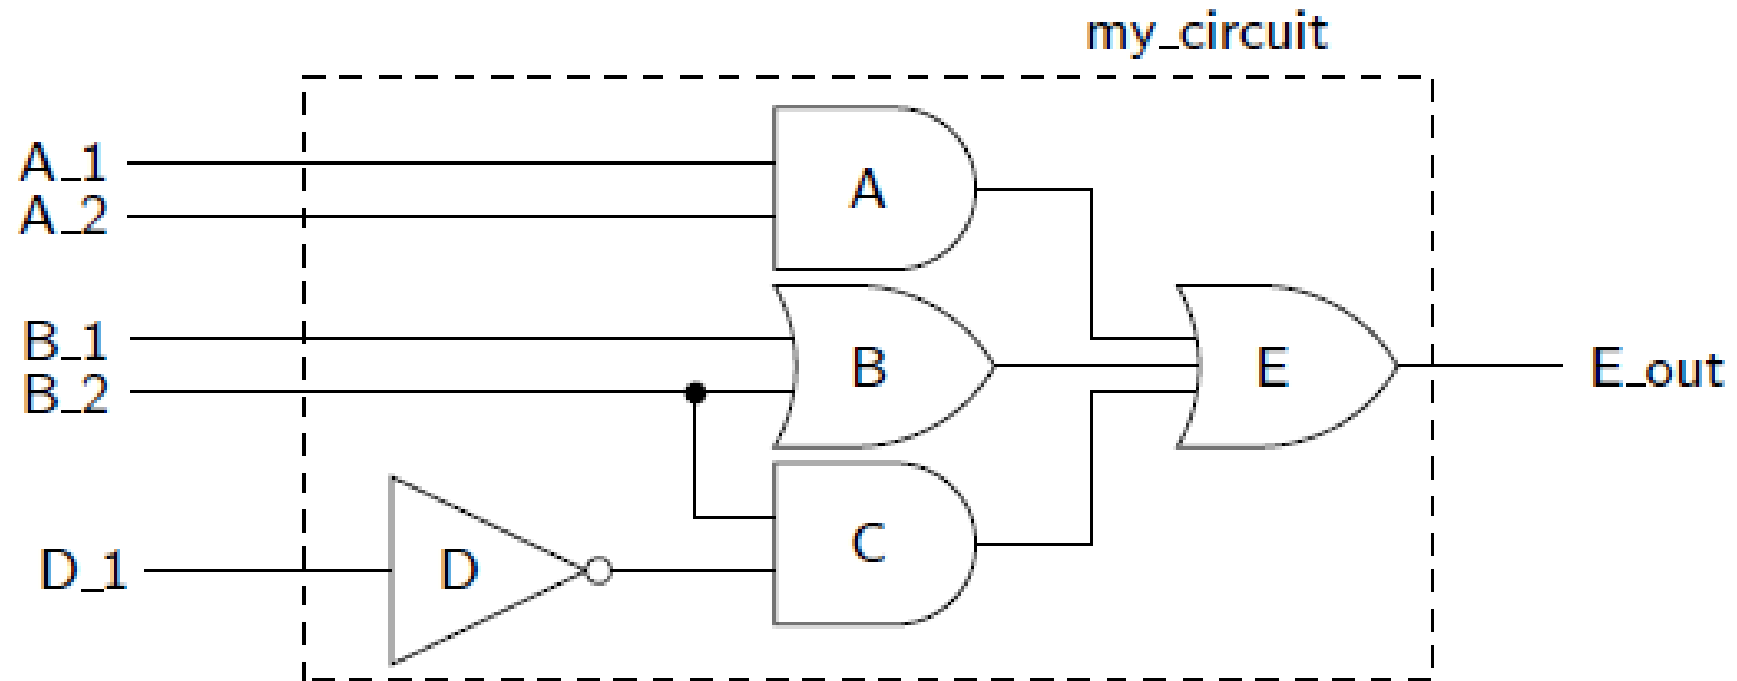 my_circuit
A_1
A_2
A
B_1
B_2
B
E
E_out
C
D_1
D